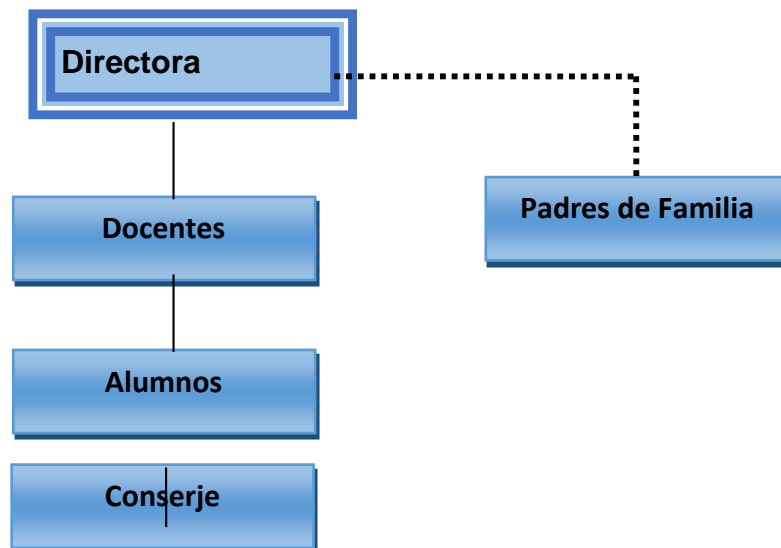 Directora
Docentes
Padres de Familia
Alumnos
Conserje